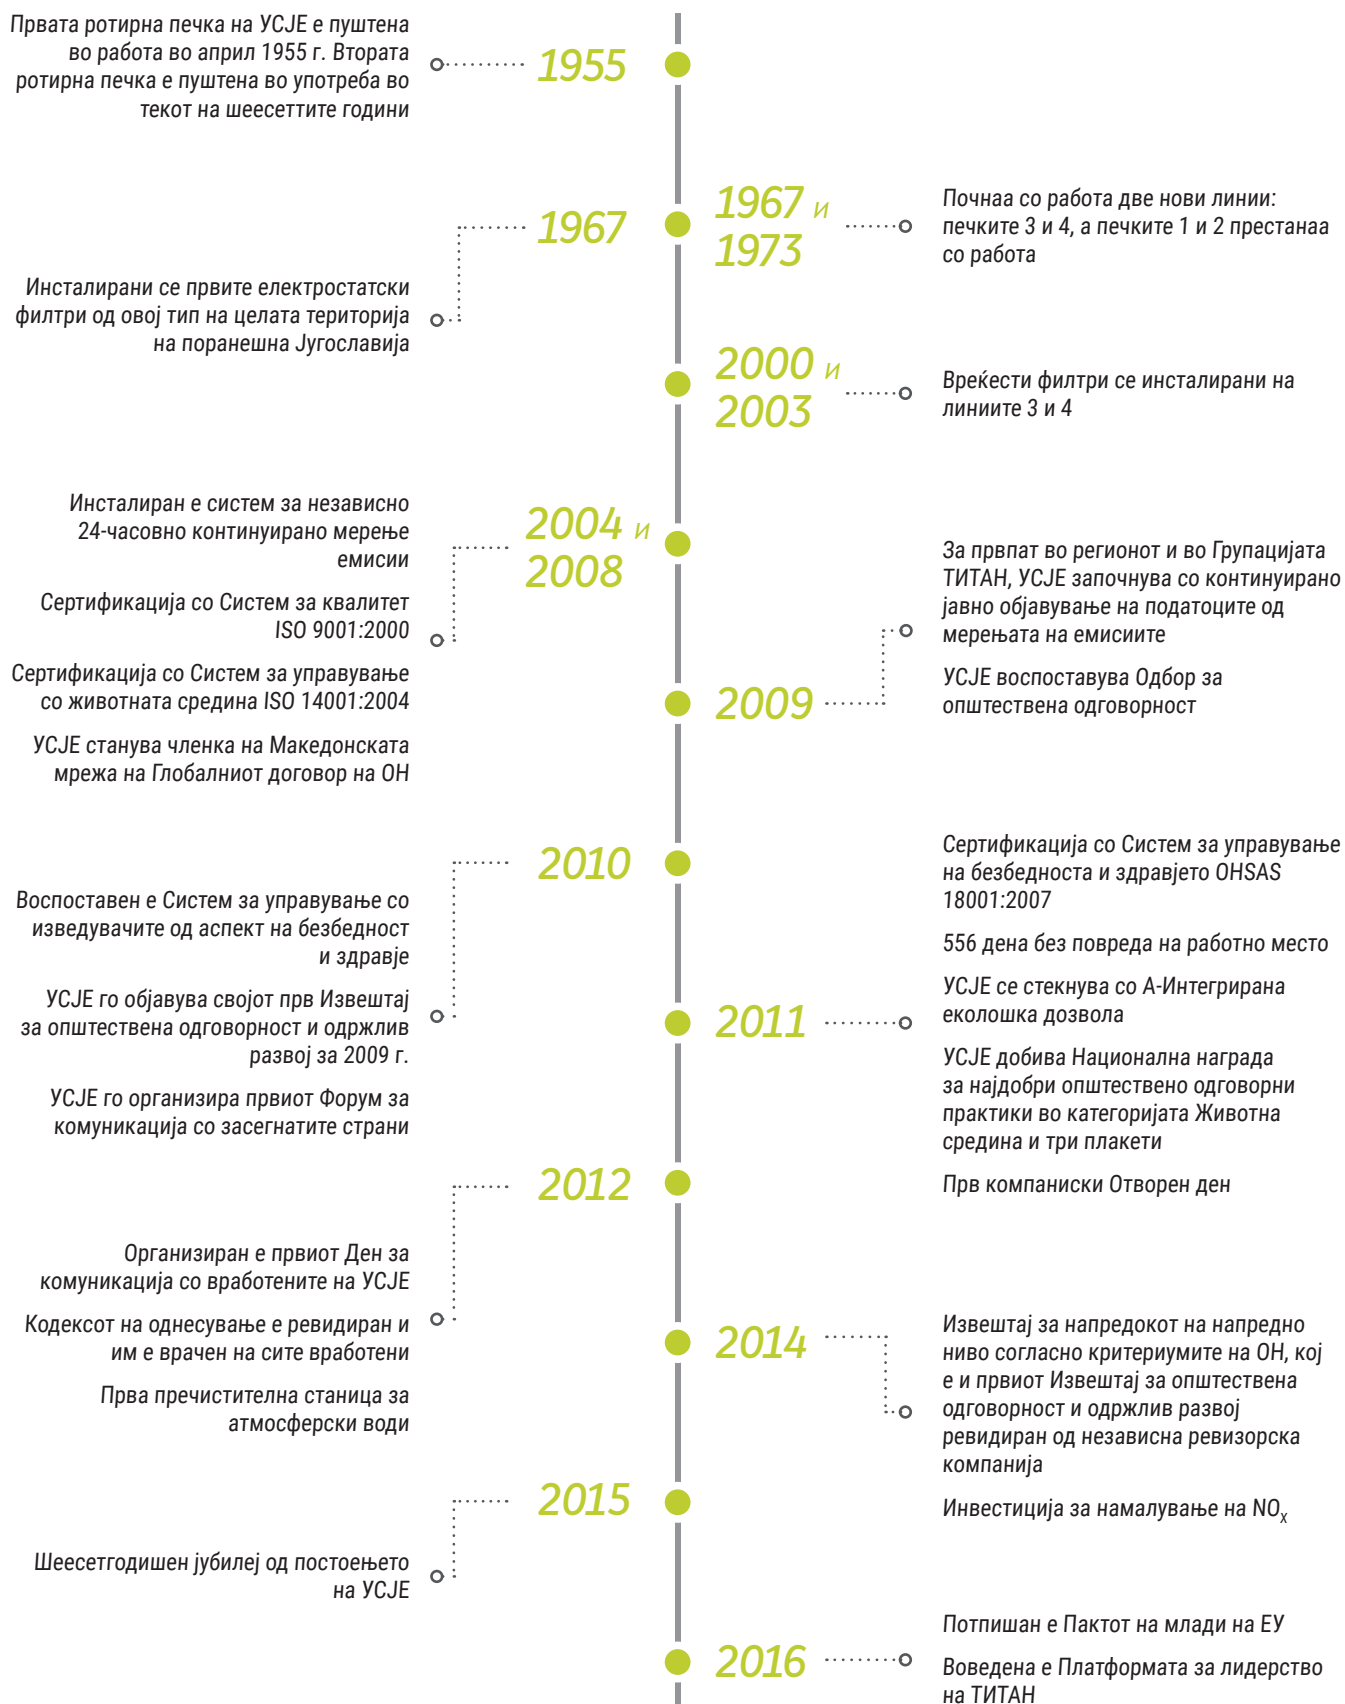 Првата ротирна печка на УСЈЕ е пуштена
во работа во април 1955 г. Втората
ротирна печка е пуштена во употреба во
текот на шеесеттите години
1955
1967
Инсталирани се првите електростатски
филтри од овој тип на целата територија
на поранешна Југославија
1967 и
1973
Почнаа со работа две нови линии:
печките 3 и 4, а печките 1 и 2 престанаа
со работа
2000 и
2003
Вреќести филтри се инсталирани на
линиите 3 и 4
2004 и
2008
Инсталиран е систем за независно
24-часовно континуирано мерење
емисии
Сертификација со Систем за квалитет
ISO 9001:2000
Сертификација со Систем за управување
со животната средина ISO 14001:2004
УСЈЕ станува членка на Македонската
мрежа на Глобалниот договор на ОН
2009
За првпат во регионот и во Групацијата
ТИТАН, УСЈЕ започнува со континуирано
јавно објавување на податоците од
мерењата на емисиите
УСЈЕ воспоставува Одбор за
општествена одговорност
2010
Воспоставен е Систем за управување со
изведувачите од аспект на безбедност
и здравје
УСЈЕ го објавува својот прв Извештај
за општествена одговорност и одржлив
развој за 2009 г.
УСЈЕ го организира првиот Форум за
комуникација со засегнатите страни
2011
Сертификација со Систем за управување
на безбедноста и здравјето OHSAS
18001:2007
556 дена без повреда на работно место
УСЈЕ се стекнува со А-Интегрирана
еколошка дозвола
УСЈЕ добива Национална награда
за најдобри општествено одговорни
практики во категоријата Животна
средина и три плакети
Прв компаниски Отворен ден
2012
Организиран е првиот Ден за
комуникација со вработените на УСЈЕ
Кодексот на однесување е ревидиран и
им е врачен на сите вработени
Прва пречистителна станица за
атмосферски води
2014
Извештај за напредокот на напредно
ниво согласно критериумите на ОН, кој
е и првиот Извештај за општествена
одговорност и одржлив развој
ревидиран од независна ревизорска
компанија
Инвестиција за намалување на NOx
2015
Шеесетгодишен јубилеј од постоењето
на УСЈЕ
2016
Потпишан е Пактот на млади на ЕУ
Воведена е Платформата за лидерство
на ТИТАН